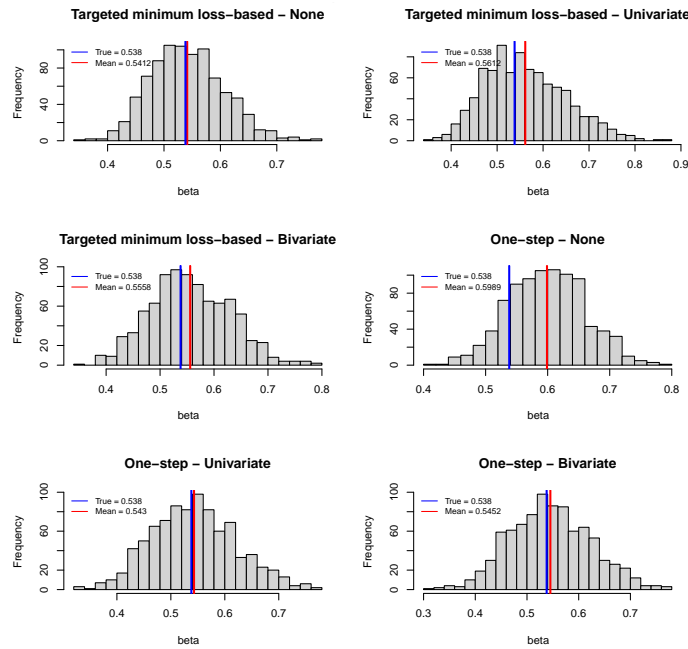 Targeted minimum loss−based − None
True = 0.538
Mean = 0.5412
Frequency
0 40 80
0.4 0.5 0.6 0.7
beta
Targeted minimum loss−based − Univariate
True = 0.538
Mean = 0.5612
Frequency
0 20 60
0.4 0.5 0.6 0.7 0.8 0.9
beta
Targeted minimum loss−based − Bivariate
True = 0.538
Mean = 0.5558
Frequency
0 20 60 100
0.4 0.5 0.6 0.7 0.8
beta
One−step − None
True = 0.538
Mean = 0.5989
Frequency
0 40 80
0.4 0.5 0.6 0.7 0.8
beta
One−step − Univariate
True = 0.538
Mean = 0.543
Frequency
0 20 60 100
0.4 0.5 0.6 0.7
beta
One−step − Bivariate
True = 0.538
Mean = 0.5452
Frequency
0 20 60 100
0.3 0.4 0.5 0.6 0.7
beta